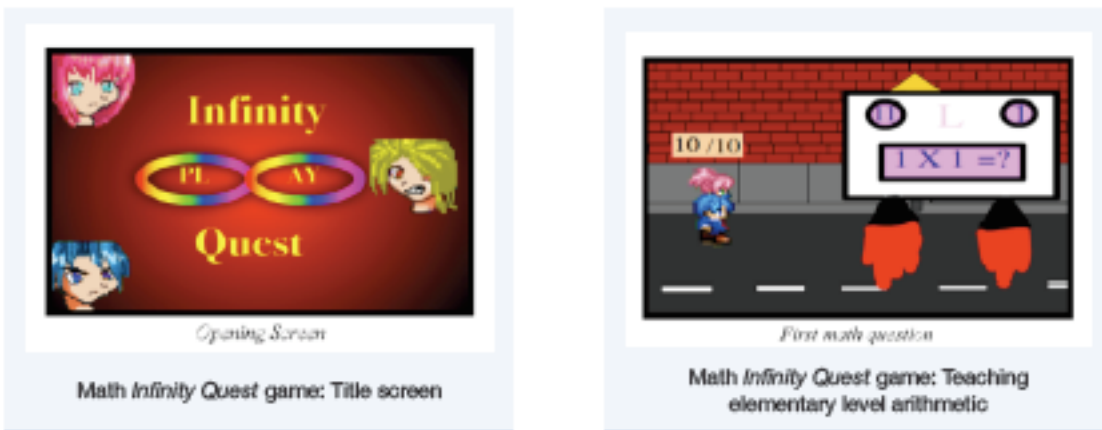 Infinity
PL AY
Quest
Opening Screen
Math Infinity Quest game: Title screen
10/10
L
1 X 1 =?
First math question
Math Infinity Quest game: Teaching
elementary level arithmetic